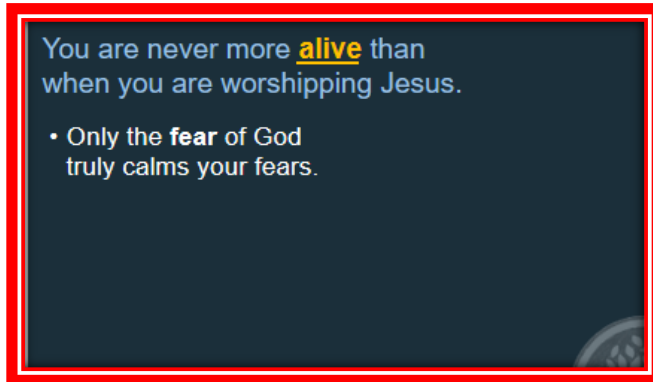 You are never more alive than
when you are worshipping Jesus.
• Only the fear of God
truly calms your fears.